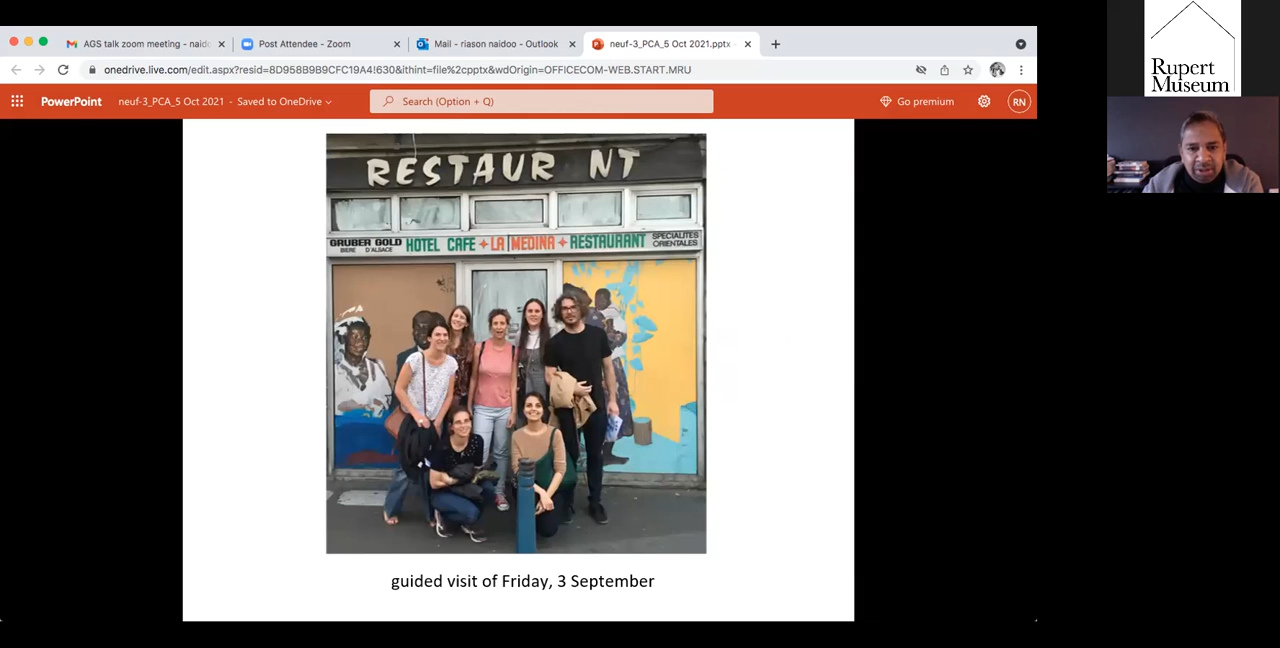 AGS talk zoom meeting - naido
Post Attendee - Zoom
Mail - riason naidoo - Outlook
neuf-3_PCA_5 Oct 2021.pptx -
onedrive.live.com/edit.aspx?resid=8D958B9B9CFC19A4!630&ithint=file%2cpptx&wdOrigin=OFFICECOM-WEB.START.MRU
PowerPoint
neuf-3_PCA_5 Oct 2021 - Saved to OneDrive
Search (Option + Q)
Go premium
RN
RESTAUR NT
GRUBER GOLD
BIERE D'ALSACE
HOTEL CAFE + LA MEDINA + RESTAURANT
SPECIALITES
ORIENTALES
guided visit of Friday, 3 September
Rupert
Museum